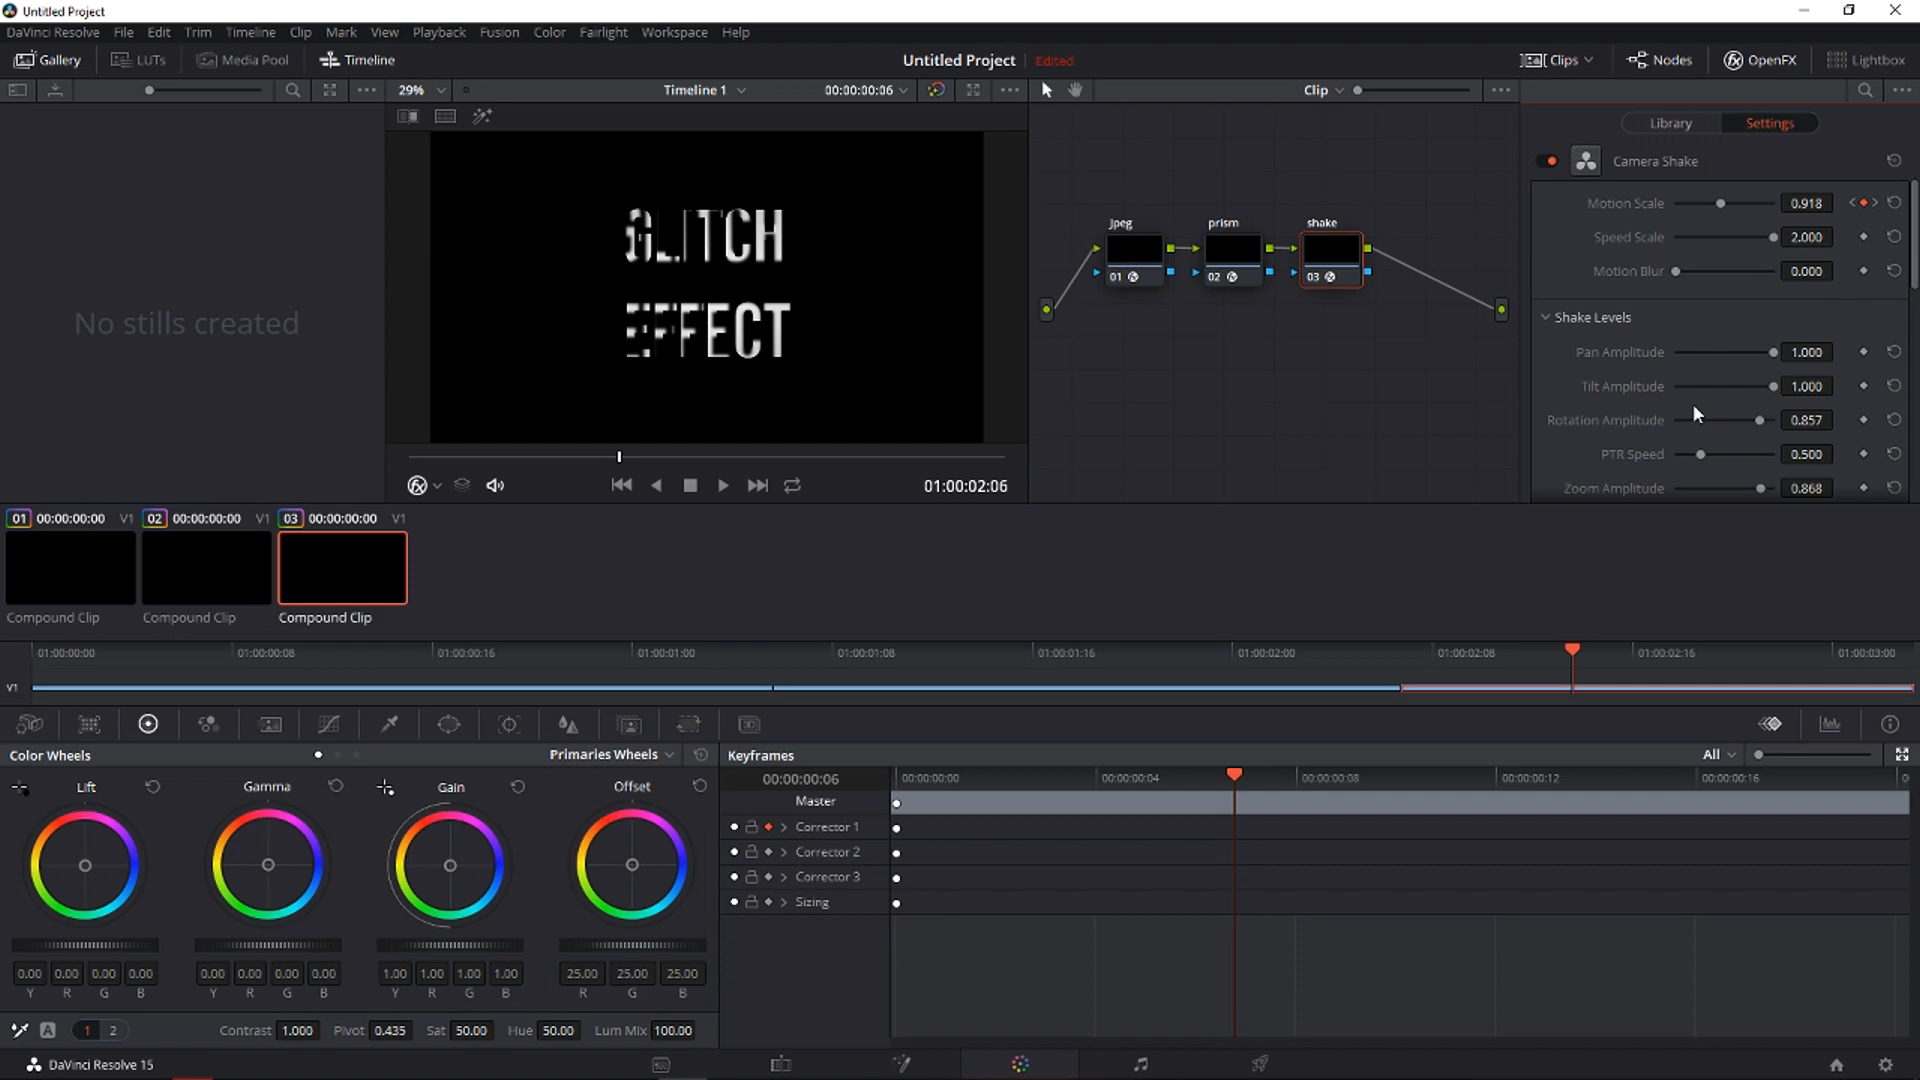 Untitled Project
DaVinci Resolve File Edit Trim Timeline Clip Mark View Playback Fusion Color Fairlight Workspace Help
Gallery LUTs Media Pool Timeline Untitled Project Edited Clips Nodes OpenFX Lightbox
29% Timeline 1 00:00:00:06 Clip
Library Settings
Camera Shake
Motion Scale 0.918
Speed Scale 2.000
Motion Blur 0.000
Shake Levels
Pan Amplitude 1.000
Tilt Amplitude 1.000
Rotation Amplitude 0.857
PTR Speed 0.500
Zoom Amplitude 0.868
No stills created
GLITCH
EFFECT
Jpeg prism shake
01 02 03
01:00:02:06
01 00:00:00:00 V1 02 00:00:00:00 V1 03 00:00:00:00 V1
Compound Clip Compound Clip Compound Clip
01:00:00:00 01:00:00:08 01:00:00:16 01:00:01:00 01:00:01:08 01:00:01:16 01:00:02:00 01:00:02:08 01:00:02:16 01:00:03:00
V1
Color Wheels Primaries Wheels
Lift Gamma Gain Offset
0.00 0.00 0.00 0.00 0.00 0.00 0.00 0.00 1.00 1.00 1.00 1.00 25.00 25.00 25.00
Y R G B Y R G B Y R G B R G B
A 1 2 Contrast 1.000 Pivot 0.435 Sat 50.00 Hue 50.00 Lum Mix 100.00
Keyframes All
00:00:00:06 00:00:00:00 00:00:00:04 00:00:00:08 00:00:00:12 00:00:00:16
Master
Corrector 1
Corrector 2
Corrector 3
Sizing
DaVinci Resolve 15